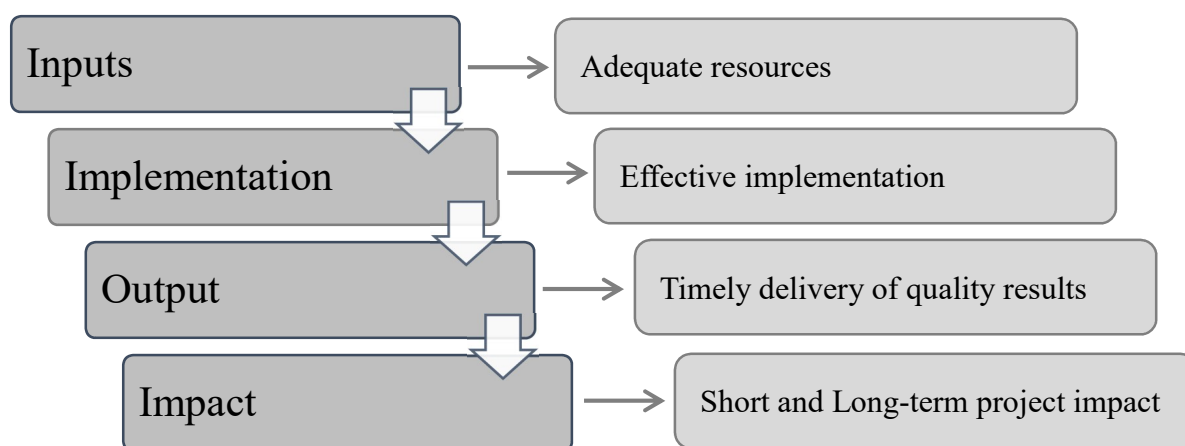 Inputs
Adequate resources
Implementation
Effective implementation
Output
Timely delivery of quality results
Impact
Short and Long-term project impact